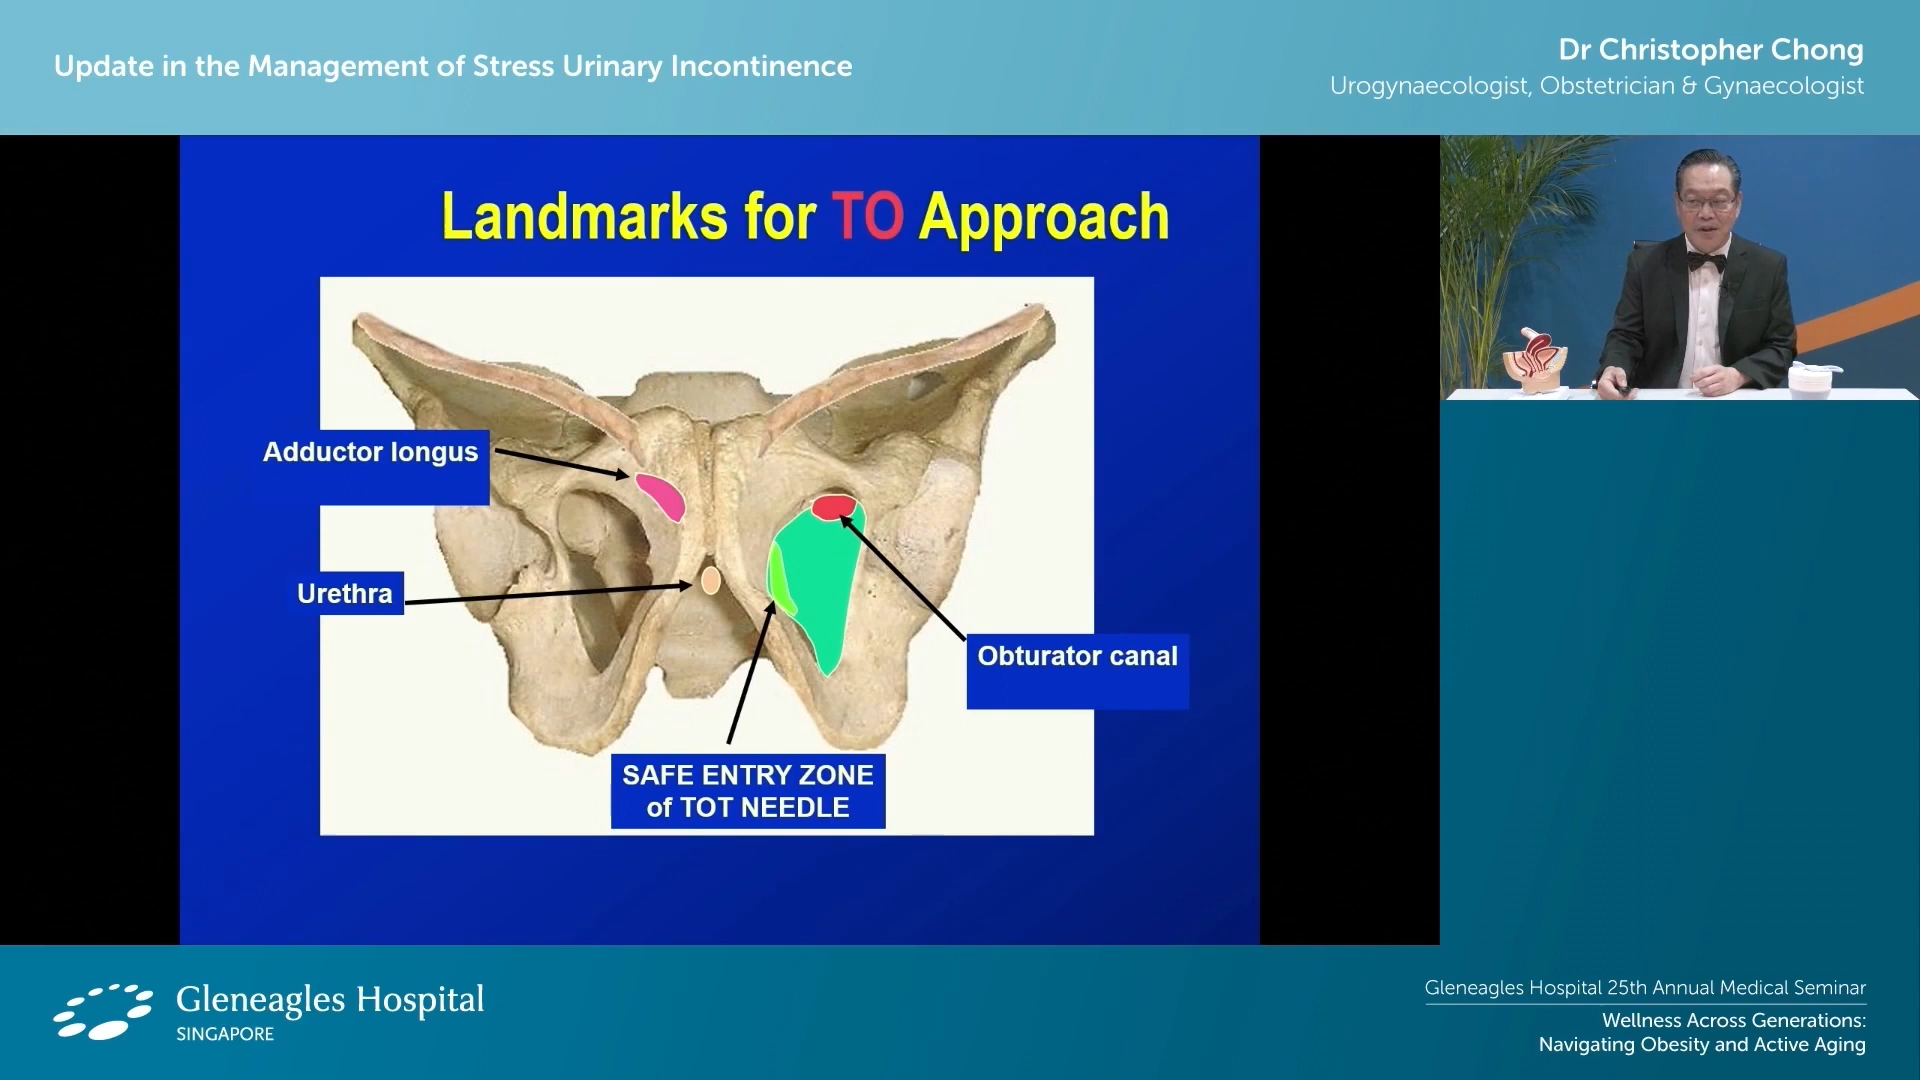 Update in the Management of Stress Urinary Incontinence
Dr Christopher Chong
Urogynaecologist, Obstetrician & Gynaecologist
Landmarks for TO Approach
Adductor longus
Urethra
Obturator canal
SAFE ENTRY ZONE
of TOT NEEDLE
Gleneagles Hospital
SINGAPORE
Gleneagles Hospital 25th Annual Medical Seminar
Wellness Across Generations:
Navigating Obesity and Active Aging